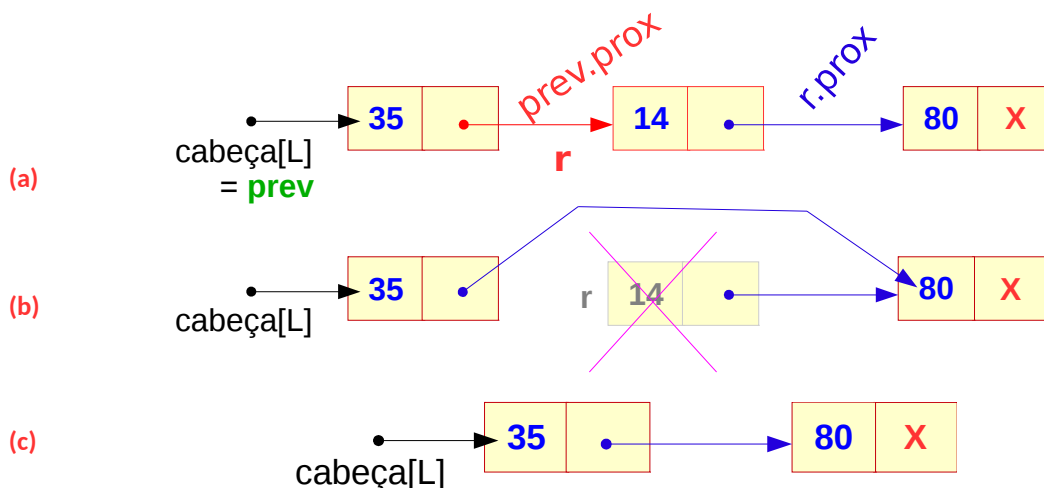 prev.prox
r.prox
35
14
80 X
r
cabeça[L]
= prev
(a)
35
r
14
80 X
cabeça[L]
(b)
35
80 X
(c)
cabeça[L]